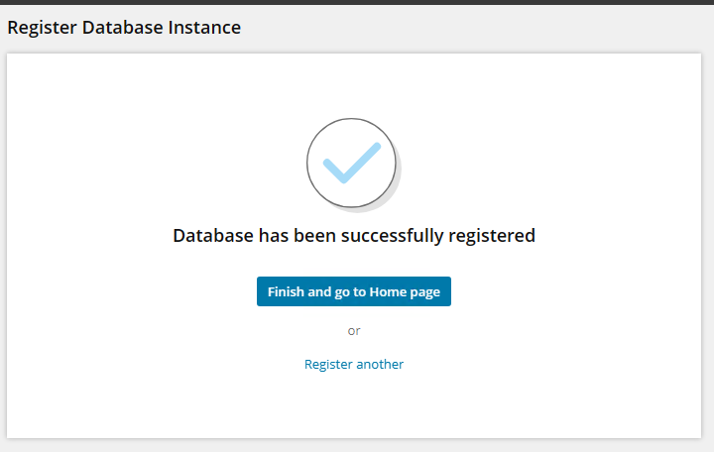 Register Database Instance
Database has been successfully registered
Finish and go to Home page
or
Register another